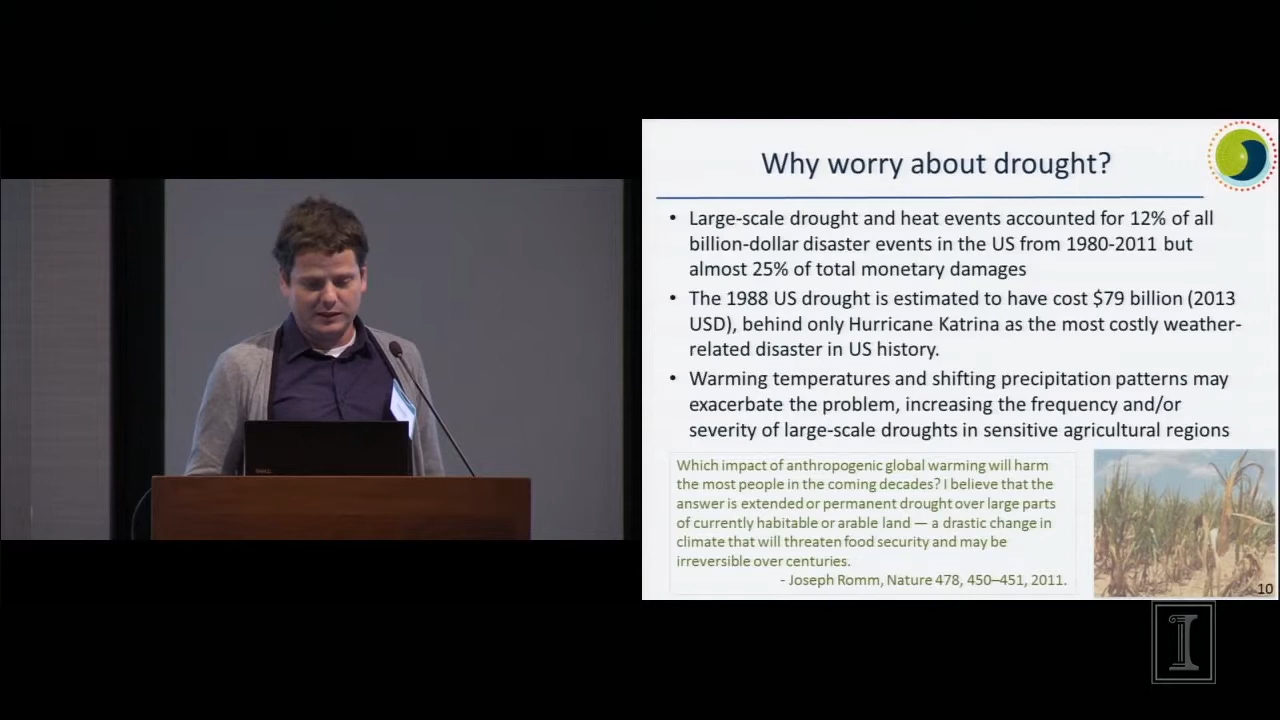 Why worry about drought?
• Large-scale drought and heat events accounted for 12% of all
billion-dollar disaster events in the US from 1980-2011 but
almost 25% of total monetary damages
• The 1988 US drought is estimated to have cost $79 billion (2013
USD), behind only Hurricane Katrina as the most costly weather-
related disaster in US history.
• Warming temperatures and shifting precipitation patterns may
exacerbate the problem, increasing the frequency and/or
severity of large-scale droughts in sensitive agricultural regions
Which impact of anthropogenic global warming will harm
the most people in the coming decades? I believe that the
answer is extended or permanent drought over large parts
of currently habitable or arable land — a drastic change in
climate that will threaten food security and may be
irreversible over centuries.
- Joseph Romm, Nature 478, 450–451, 2011.
10
I